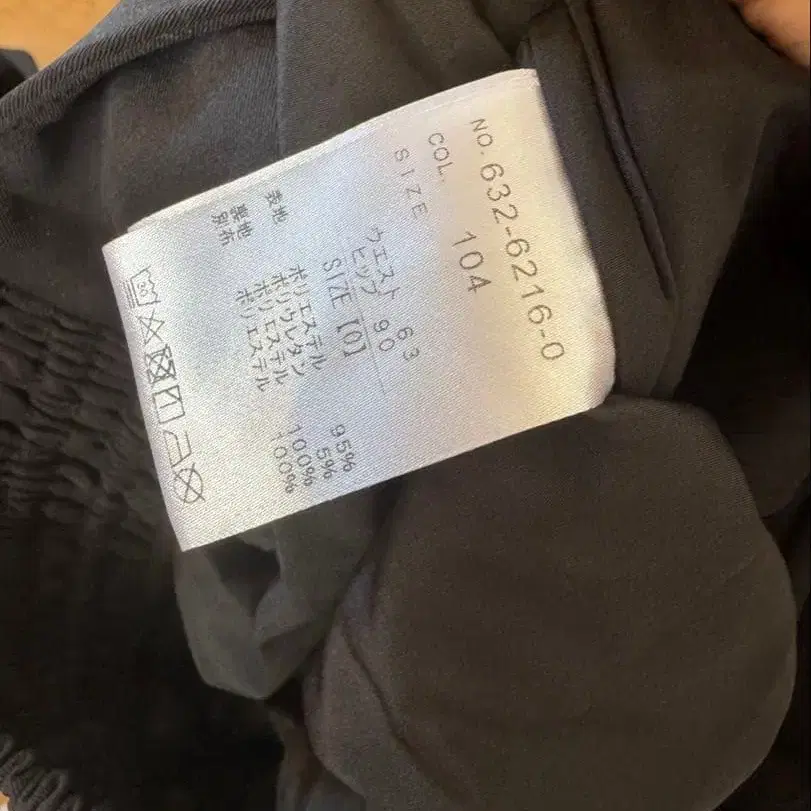 NO. 632-6216-0
COL. 104
SIZE
ウエスト 63
ヒップ 90
SIZE【0】
表地 ポリエステル 95%
ポリウレタン 5%
裏地 ポリエステル 100%
別布 ポリエステル 100%
30